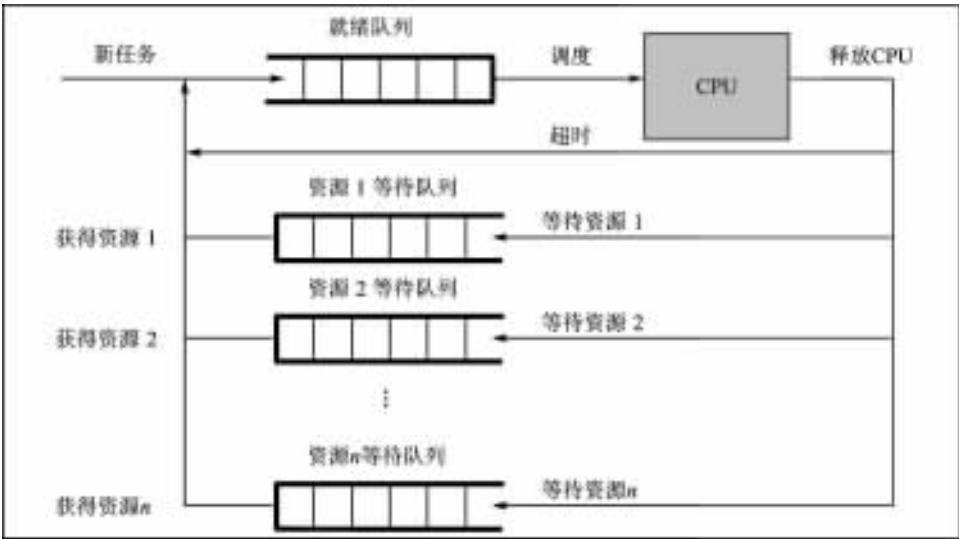 就绪队列
新任务
调度
CPU
释放CPU
超时
资源 1 等待队列
获得资源 1
等待资源 1
资源 2 等待队列
获得资源 2
等待资源 2
⋮
资源n等待队列
获得资源n
等待资源n